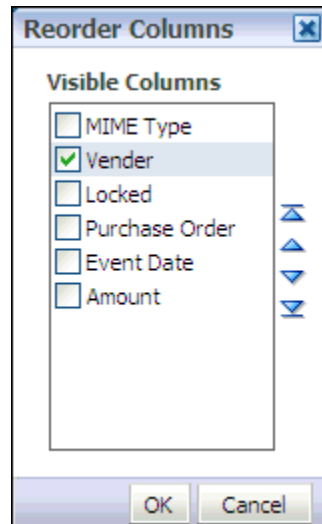 Reorder Columns
Visible Columns
MIME Type
Vender
Locked
Purchase Order
Event Date
Amount
OK Cancel